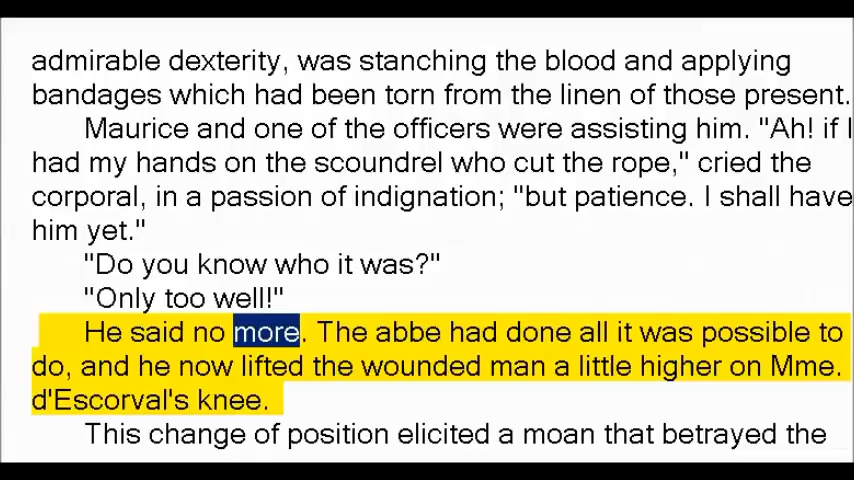 admirable dexterity, was stanching the blood and applying
bandages which had been torn from the linen of those present.
Maurice and one of the officers were assisting him. "Ah! if I
had my hands on the scoundrel who cut the rope," cried the
corporal, in a passion of indignation; "but patience. I shall have
him yet."
"Do you know who it was?"
"Only too well!"
He said no more. The abbe had done all it was possible to
do, and he now lifted the wounded man a little higher on Mme.
d'Escorval's knee.
This change of position elicited a moan that betrayed the